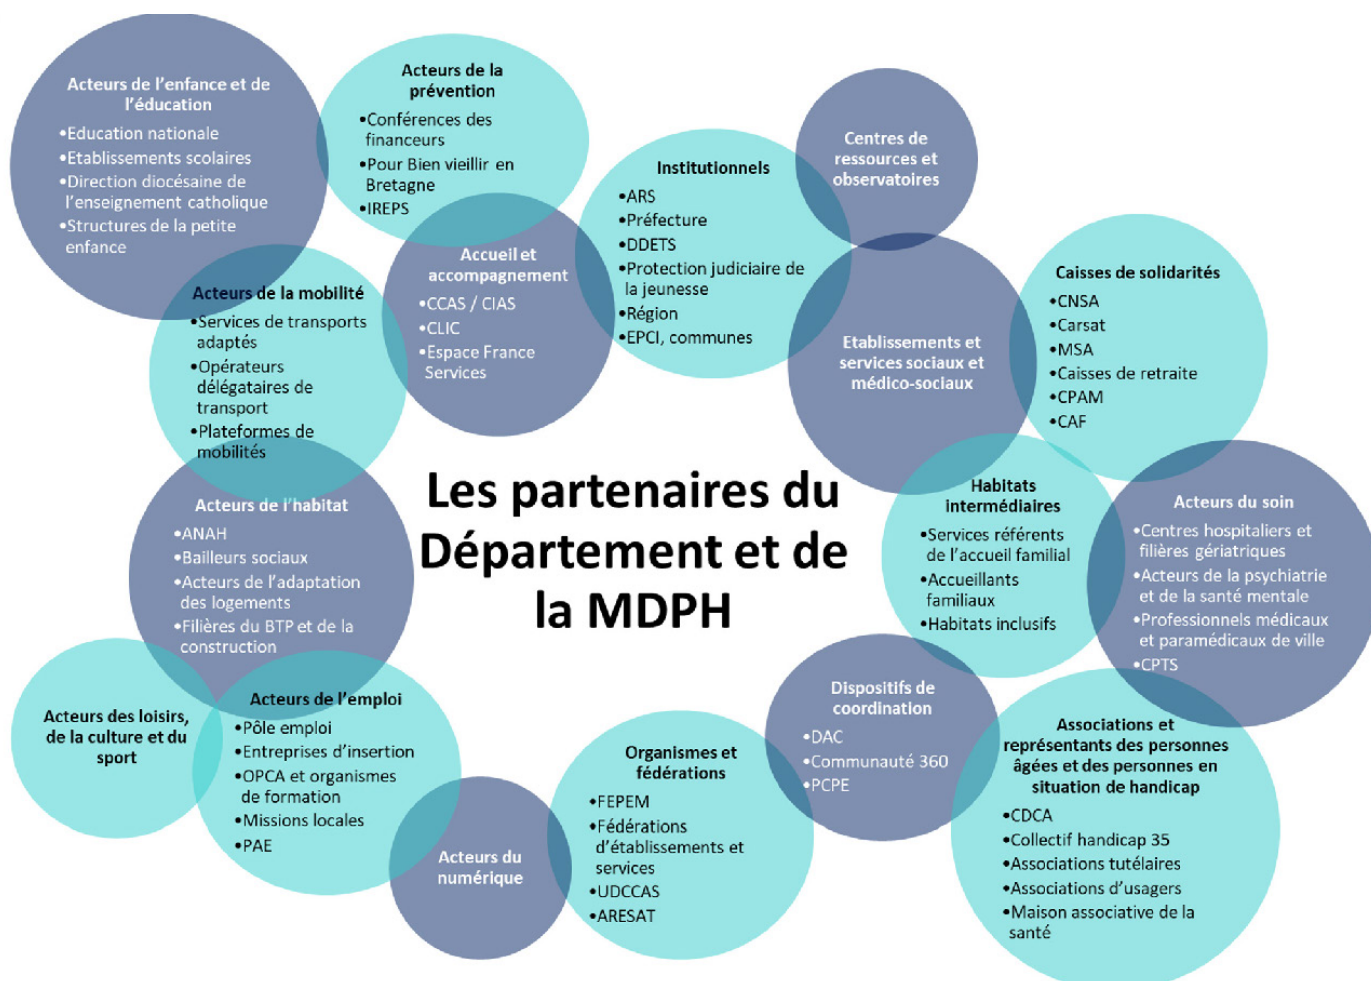 Acteurs de l’enfance et de
l’éducation
•Education nationale
•Etablissements scolaires
•Direction diocésaine de
l’enseignement catholique
•Structures de la petite
enfance
Acteurs de la
prévention
•Conférences des
financeurs
•Pour Bien vieillir en
Bretagne
•IREPS
Centres de
ressources et
observatoires
Institutionnels
•ARS
•Préfecture
•DDETS
•Protection judiciaire de
la jeunesse
•Région
•EPCI, communes
Accueil et
accompagnement
•CCAS / CIAS
•CLIC
•Espace France
Services
Acteurs de la mobilité
•Services de transports
adaptés
•Opérateurs
délégataires de
transport
•Plateformes de
mobilités
Etablissements et
services sociaux et
médico-sociaux
Caisses de solidarités
•CNSA
•Carsat
•MSA
•Caisses de retraite
•CPAM
•CAF
Les partenaires du
Département et de
la MDPH
Acteurs de l’habitat
•ANAH
•Bailleurs sociaux
•Acteurs de l’adaptation
des logements
•Filières du BTP et de la
construction
Habitats
intermédiaires
•Services référents
de l’accueil familial
•Accueillants
familiaux
•Habitats inclusifs
Acteurs du soin
•Centres hospitaliers et
filières gériatriques
•Acteurs de la psychiatrie
et de la santé mentale
•Professionnels médicaux
et paramédicaux de ville
•CPTS
Acteurs des loisirs,
de la culture et du
sport
Acteurs de l’emploi
•Pôle emploi
•Entreprises d’insertion
•OPCA et organismes
de formation
•Missions locales
•PAE
Acteurs du
numérique
Organismes et
fédérations
•FEPEM
•Fédérations
d’établissements et
services
•UDCCAS
•ARESAT
Dispositifs de
coordination
•DAC
•Communauté 360
•PCPE
Associations et
représentants des personnes
âgées et des personnes en
situation de handicap
•CDCA
•Collectif handicap 35
•Associations tutélaires
•Associations d’usagers
•Maison associative de la
santé